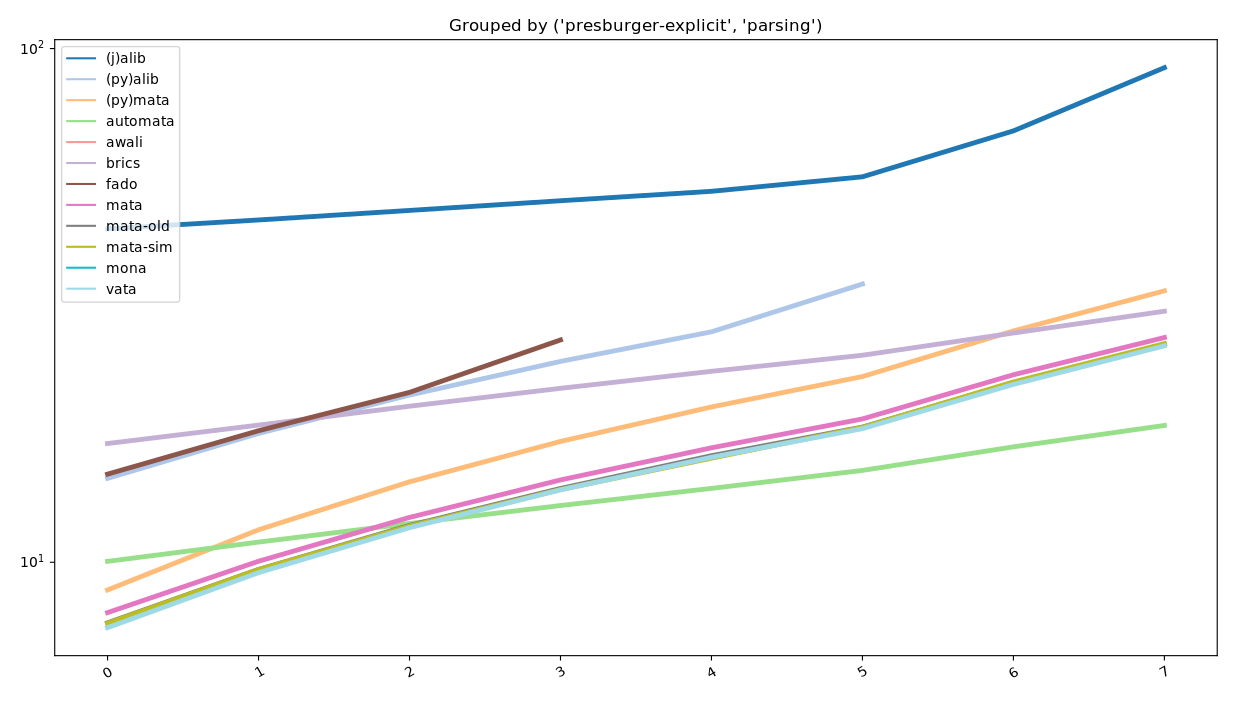 Grouped by ('presburger-explicit', 'parsing')
10²
(j)alib
(py)alib
(py)mata
automata
awali
brics
fado
mata
mata-old
mata-sim
mona
vata
10¹
0 1 2 3 4 5 6 7